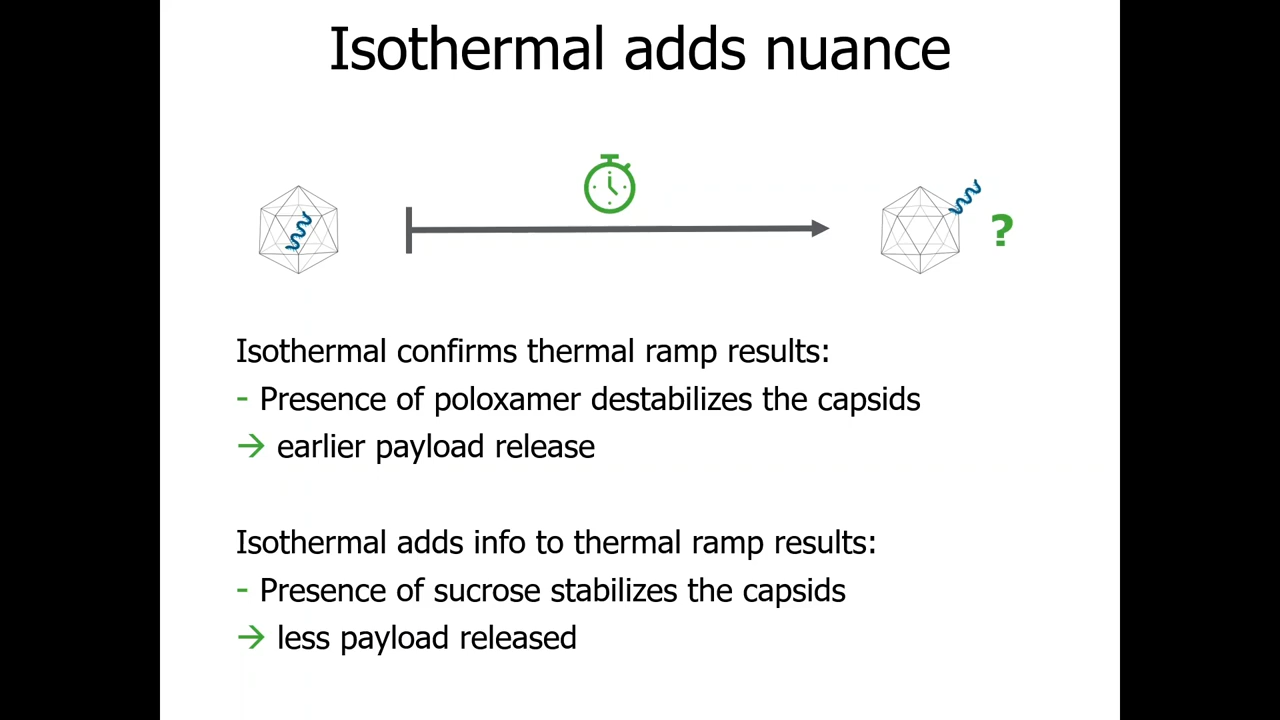 Isothermal adds nuance
?
Isothermal confirms thermal ramp results:
- Presence of poloxamer destabilizes the capsids
→ earlier payload release
Isothermal adds info to thermal ramp results:
- Presence of sucrose stabilizes the capsids
→ less payload released